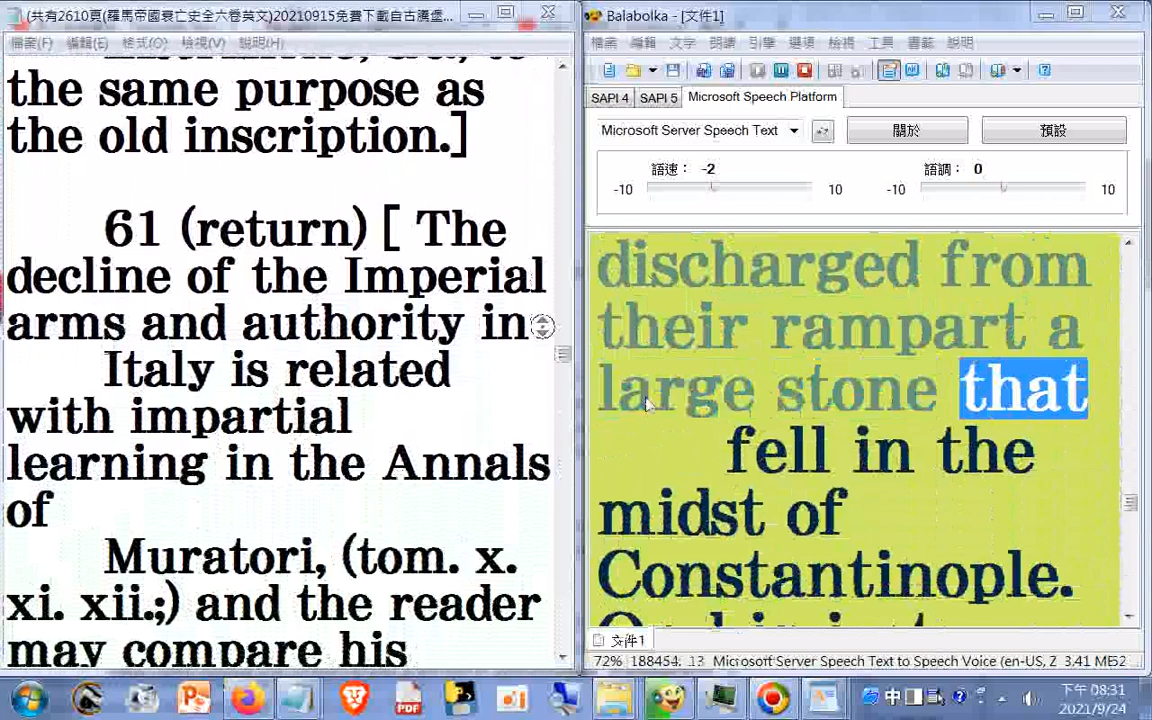 (共有2610頁(羅馬帝國衰亡史全六卷英文)20210915免費下載自古騰堡...
檔案(F) 編輯(E) 格式(O) 檢視(V) 說明(H)
the same purpose as
the old inscription.]
61 (return) [ The
decline of the Imperial
arms and authority in
Italy is related
with impartial
learning in the Annals
of
Muratori, (tom. x.
xi. xii.;) and the reader
may compare his
Balabolka - [文件1]
檔案 編輯 文字 朗讀 引擎 選項 檢視 工具 書籤 說明
SAPI 4 SAPI 5 Microsoft Speech Platform
Microsoft Server Speech Text 關於 預設
語速： -2 語調： 0
-10 10 -10 10
discharged from
their rampart a
large stone that
fell in the
midst of
Constantinople.
文件1
72% 188454: 13 Microsoft Server Speech Text to Speech Voice (en-US, Z 3,41 ME52
PDF 中 下午 08:31
2021/9/24